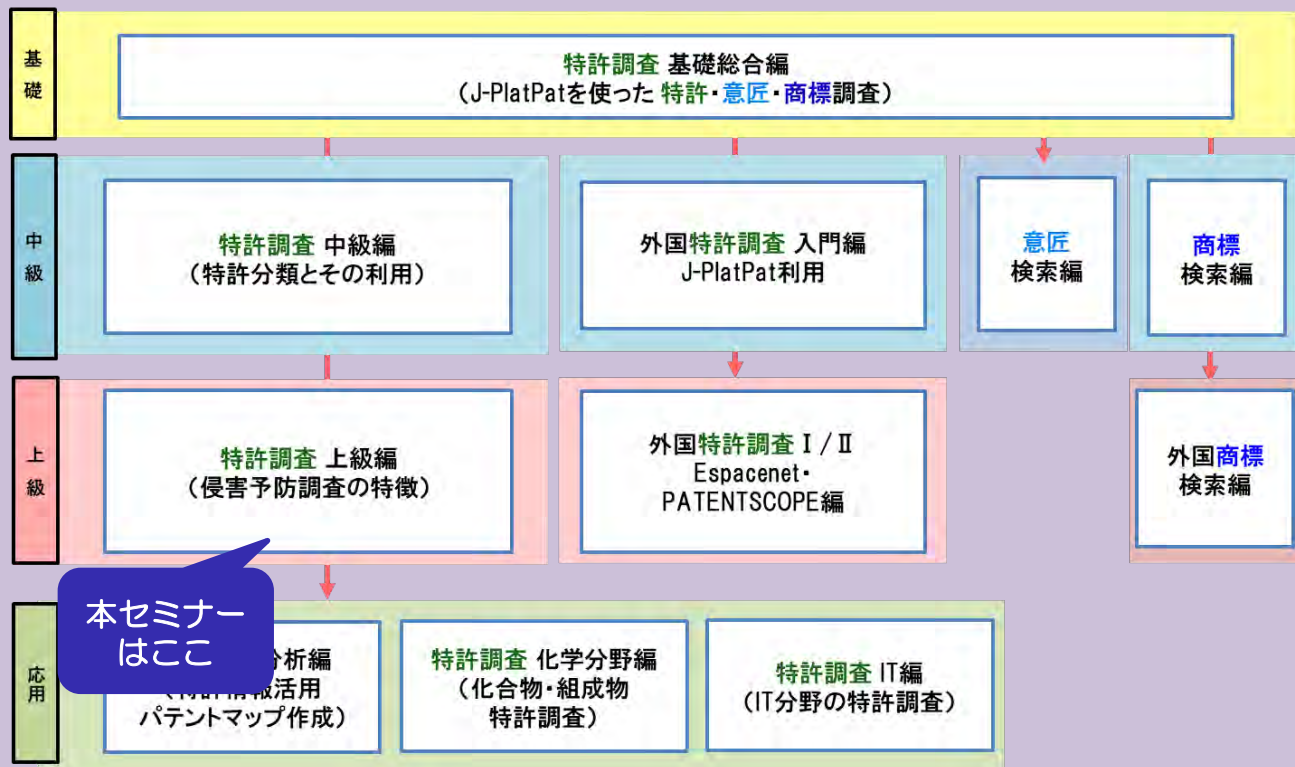 基礎
特許調査 基礎総合編
(J-PlatPatを使った 特許・意匠・商標調査)
中級
特許調査 中級編
(特許分類とその利用)
外国特許調査 入門編
J-PlatPat利用
意匠
検索編
商標
検索編
上級
特許調査 上級編
(侵害予防調査の特徴)
外国特許調査 Ⅰ/Ⅱ
Espacenet・
PATENTSCOPE編
外国商標
検索編
本セミナー
はここ
応用
析編
情報活用
パテントマップ作成)
特許調査 化学分野編
(化合物・組成物
特許調査)
特許調査 IT編
(IT分野の特許調査)